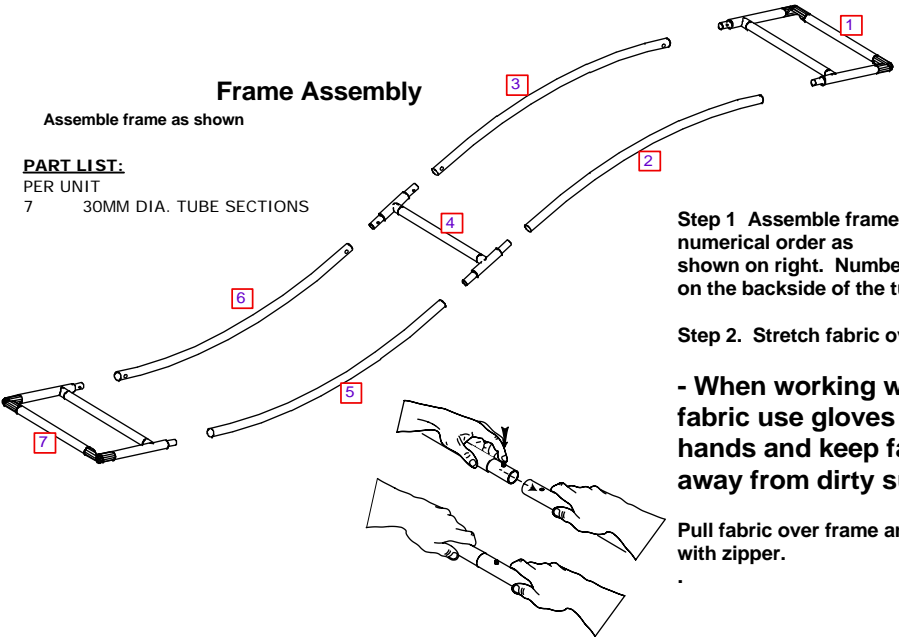 Frame Assembly
Assemble frame as shown
PART LIST:
PER UNIT
7 30MM DIA. TUBE SECTIONS
1
3
2
4
6
5
7
Step 1 Assemble frame
numerical order as
shown on right. Numbe
on the backside of the t
Step 2. Stretch fabric ov
- When working w
fabric use gloves
hands and keep fa
away from dirty su
Pull fabric over frame an
with zipper.
.